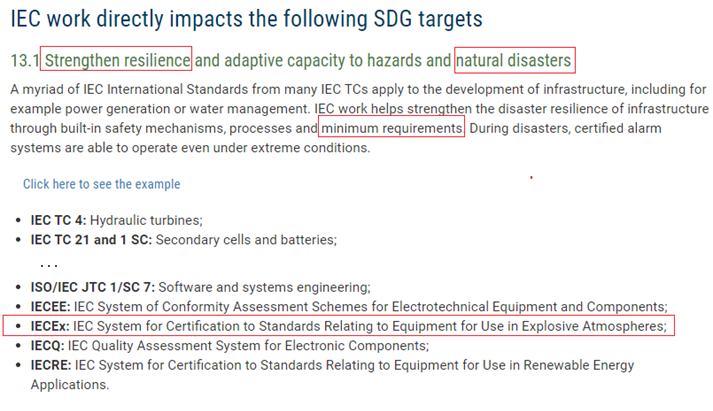 IEC work directly impacts the following SDG targets
13.1 Strengthen resilience and adaptive capacity to hazards and natural disasters
A myriad of IEC International Standards from many IEC TCs apply to the development of infrastructure, including for
example power generation or water management. IEC work helps strengthen the disaster resilience of infrastructure
through built-in safety mechanisms, processes and minimum requirements. During disasters, certified alarm
systems are able to operate even under extreme conditions.
Click here to see the example
• IEC TC 4: Hydraulic turbines;
• IEC TC 21 and 1 SC: Secondary cells and batteries;
...
• ISO/IEC JTC 1/SC 7: Software and systems engineering;
• IECEE: IEC System of Conformity Assessment Schemes for Electrotechnical Equipment and Components;
• IECEx: IEC System for Certification to Standards Relating to Equipment for Use in Explosive Atmospheres;
• IECQ: IEC Quality Assessment System for Electronic Components;
• IECRE: IEC System for Certification to Standards Relating to Equipment for Use in Renewable Energy
Applications.